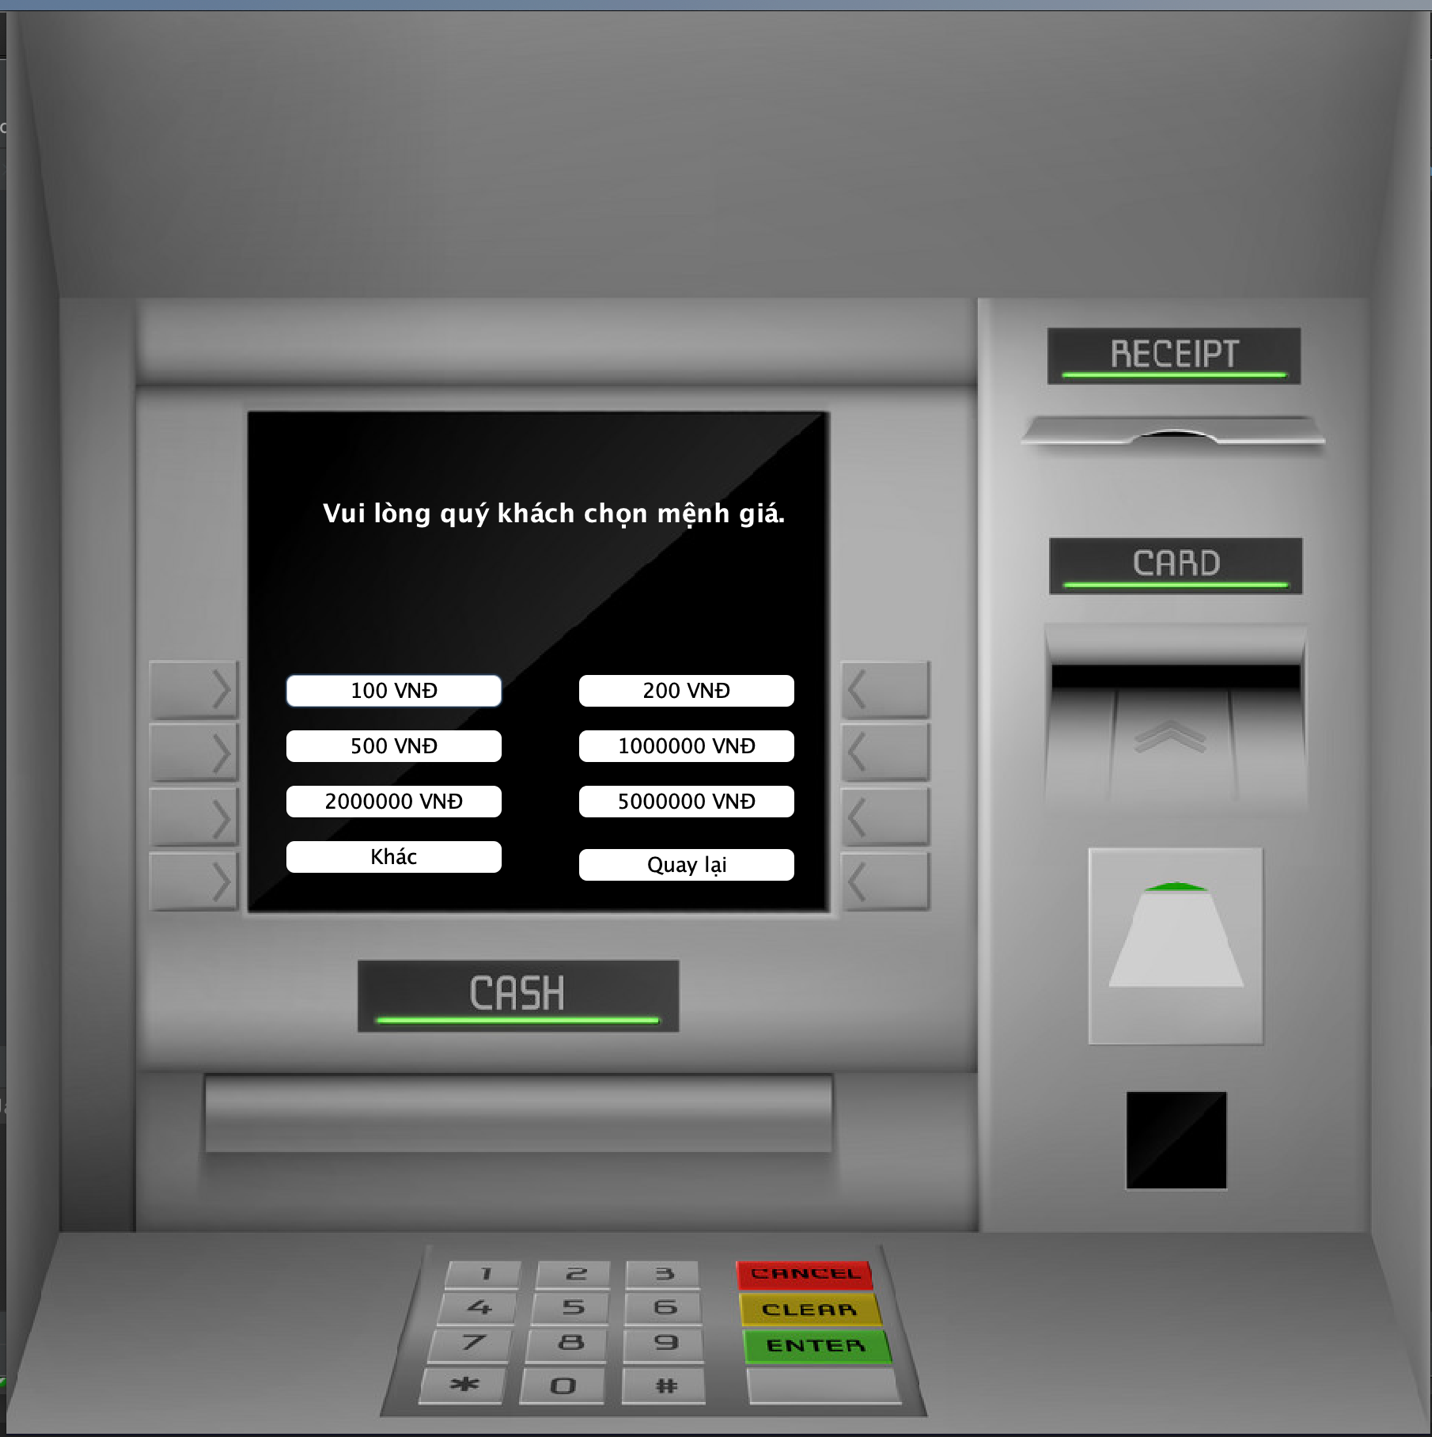 RECEIPT
Vui lòng quý khách chọn mệnh giá.
CARD
100 VNĐ
200 VNĐ
500 VNĐ
1000000 VNĐ
2000000 VNĐ
5000000 VNĐ
Khác
Quay lại
CASH
1 2 3 CANCEL
4 5 6 CLEAR
7 8 9 ENTER
* 0 #